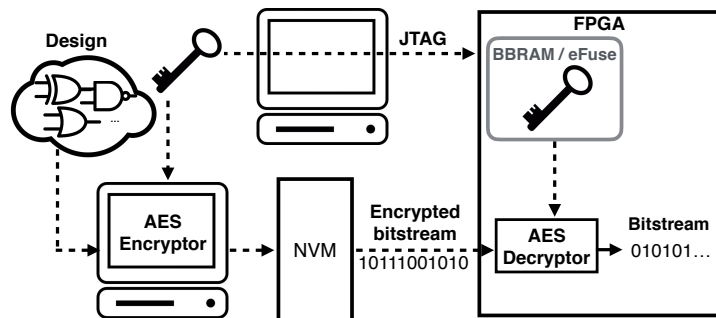 Design
...
JTAG
FPGA
BBRAM / eFuse
AES
Encryptor
NVM
Encrypted
bitstream
10111001010
AES
Decryptor
Bitstream
010101...